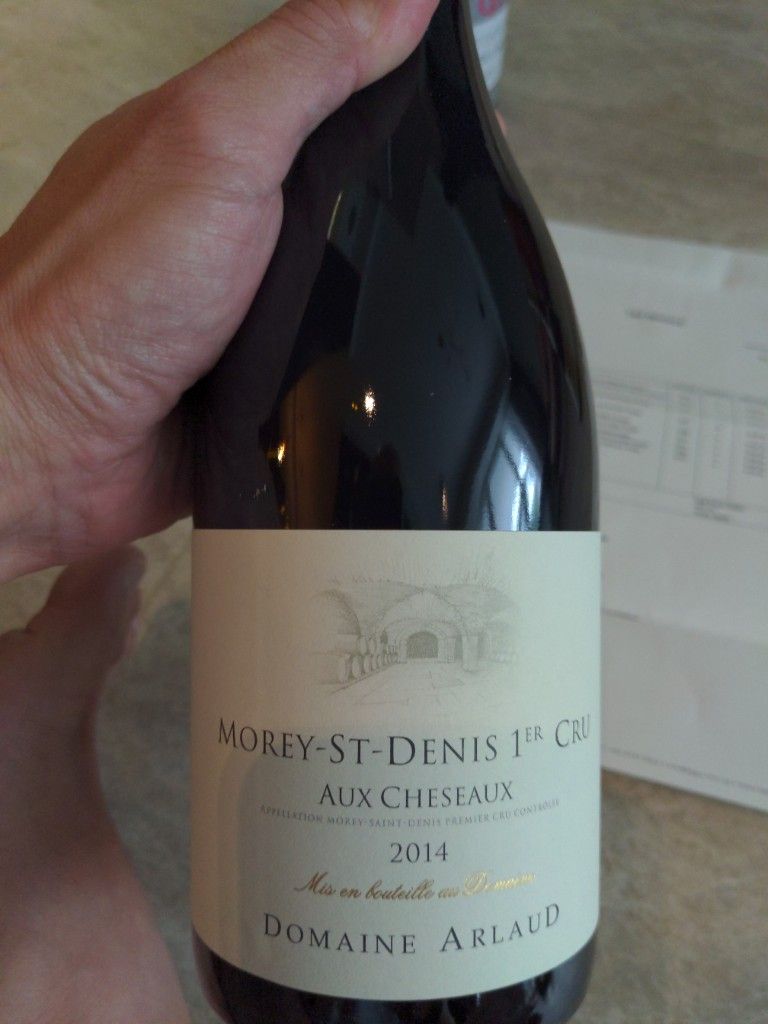 MOREY-ST-DENIS 1ER CRU
AUX CHESEAUX
APPELLATION MOREY-SAINT-DENIS PREMIER CRU CONTRÔLÉE
2014
Mis en bouteille au Domaine
DOMAINE ARLAUD